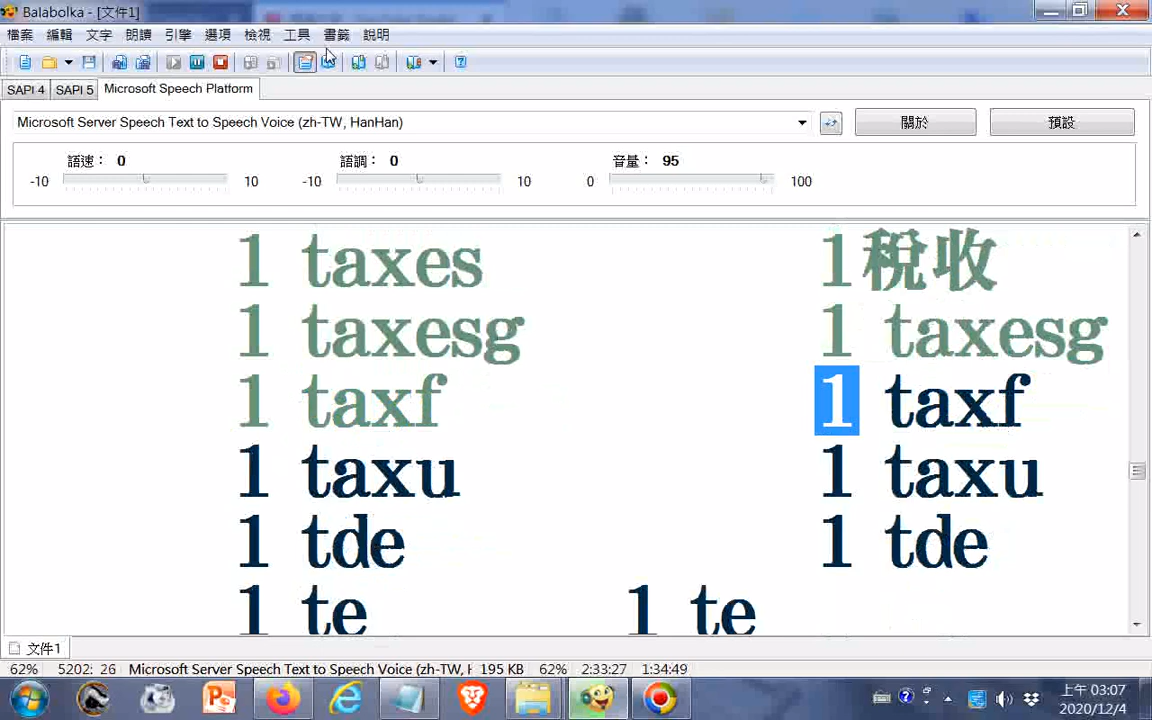 Balabolka - [文件1]
檔案 編輯 文字 朗讀 引擎 選項 檢視 工具 書籤 說明
SAPI 4 SAPI 5 Microsoft Speech Platform
Microsoft Server Speech Text to Speech Voice (zh-TW, HanHan) 關於 預設
語速： 0 語調： 0 音量： 95
-10 10 -10 10 0 100
1 taxes 1 稅收
1 taxesg 1 taxesg
1 taxf 1 taxf
1 taxu 1 taxu
1 tde 1 tde
1 te 1 te
文件1
62% 5202: 26 Microsoft Server Speech Text to Speech Voice (zh-TW, 195 KB 62% 2:33:27 1:34:49
上午 03:07
2020/12/4